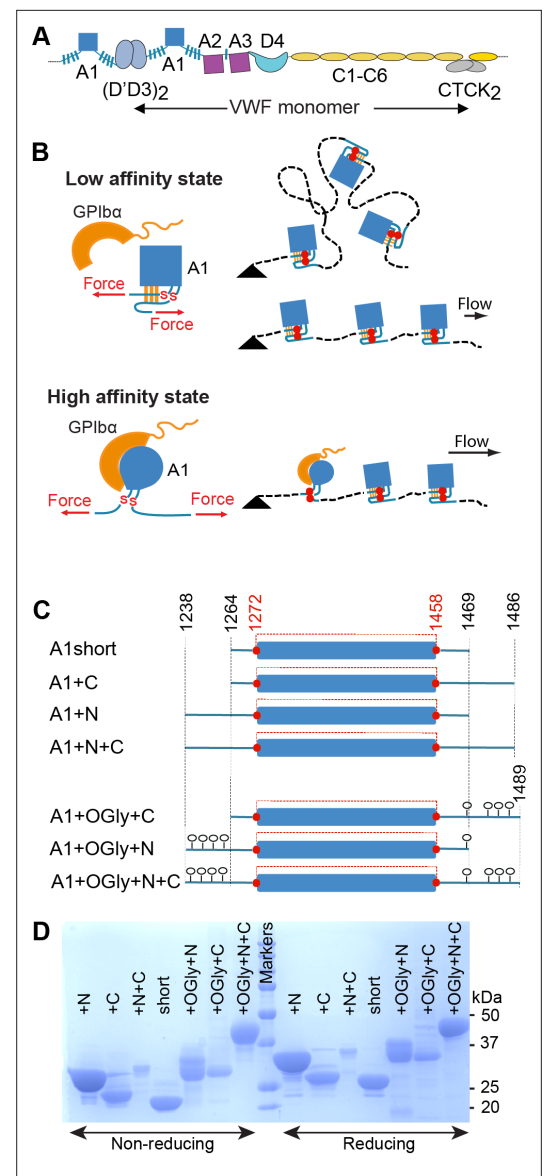 A
A1
A1
A2 A3 D4
(D'D3)2
C1-C6
CTCK2
VWF monomer
B
Low affinity state
GPIbα
A1
Force
SS
Force
Flow
High affinity state
GPIbα
A1
Force
SS
Force
Flow
C
1238
1264
1272
1458
1469
1486
A1short
A1+C
A1+N
A1+N+C
1489
A1+OGly+C
A1+OGly+N
A1+OGly+N+C
D
+N
+C
+N+C
short
+OGly+N
+OGly+C
+OGly+N+C
Markers
+N
+C
+N+C
short
+OGly+N
+OGly+C
+OGly+N+C
kDa
50
37
25
20
Non-reducing
Reducing